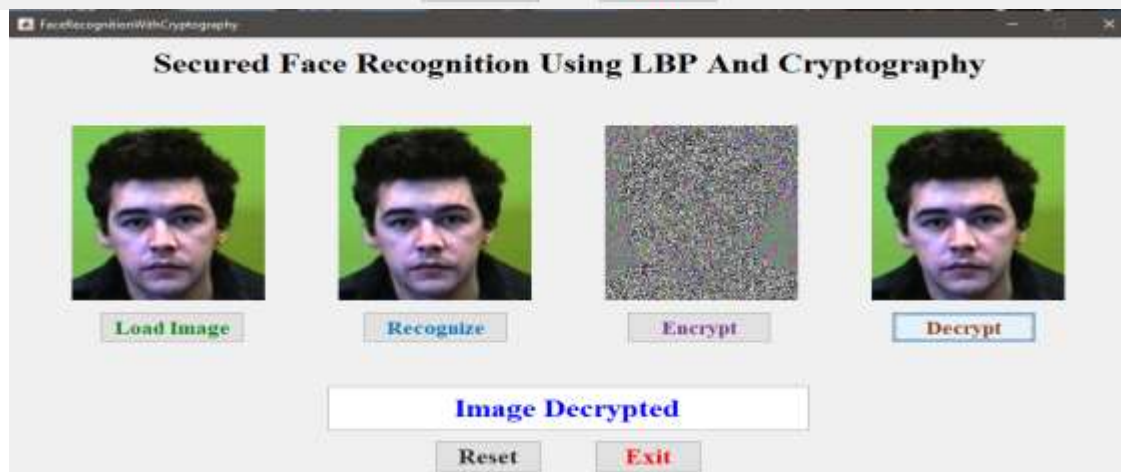 FaceRecognitionWithCryptography
Secured Face Recognition Using LBP And Cryptography
Load Image
Recognize
Encrypt
Decrypt
Image Decrypted
Reset
Exit